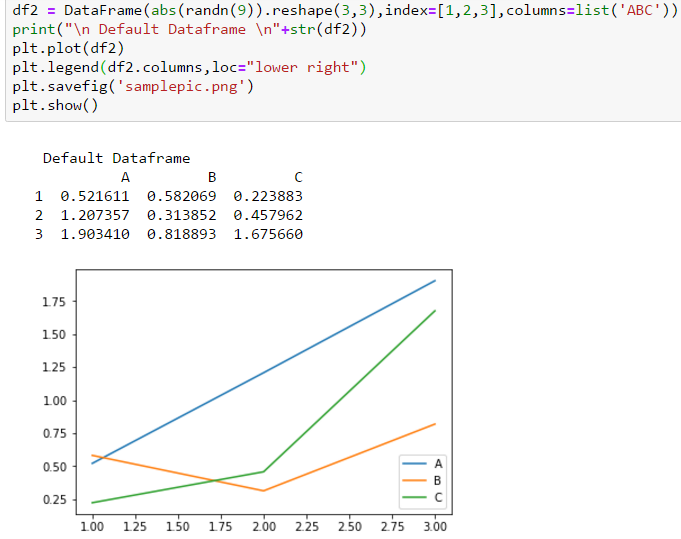 df2 = DataFrame(abs(randn(9)).reshape(3,3),index=[1,2,3],columns=list('ABC'))
print("\n Default Dataframe \n"+str(df2))
plt.plot(df2)
plt.legend(df2.columns,loc="lower right")
plt.savefig('samplepic.png')
plt.show()
Default Dataframe
A B C
1 0.521611 0.582069 0.223883
2 1.207357 0.313852 0.457962
3 1.903410 0.818893 1.675660
1.75
1.50
1.25
1.00
0.75
0.50
0.25
A
B
C
1.00 1.25 1.50 1.75 2.00 2.25 2.50 2.75 3.00